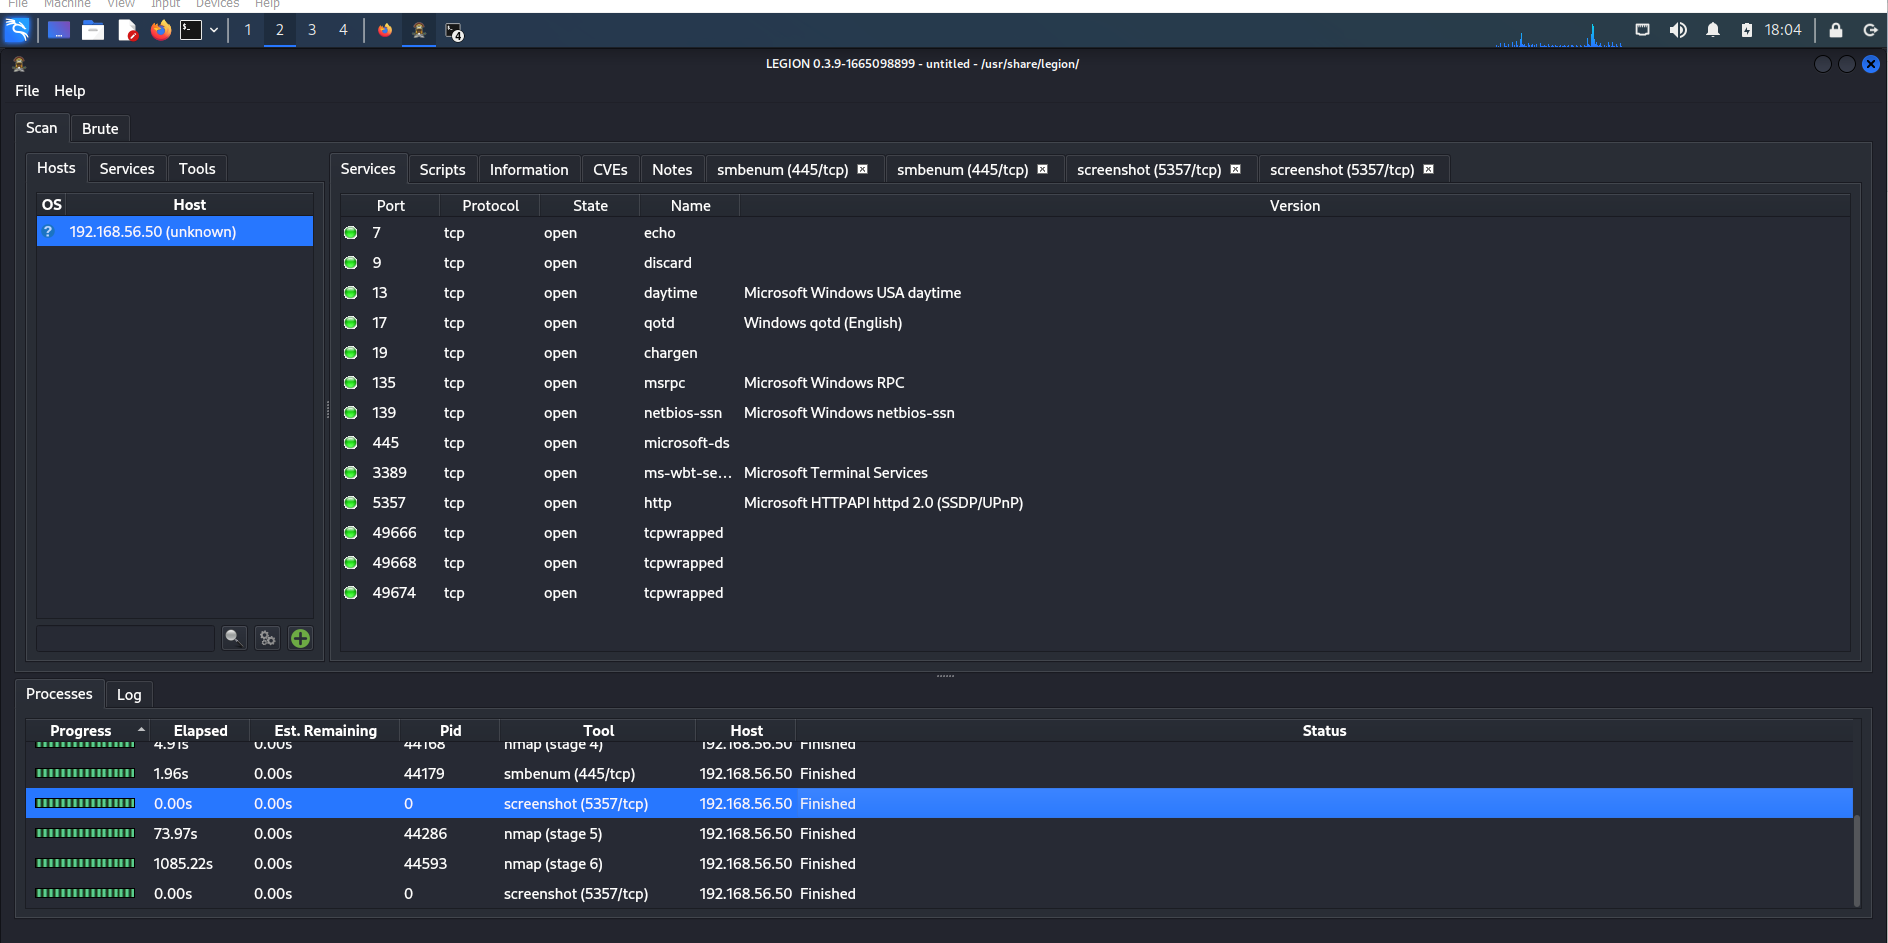 File Machine View Input Devices Help
1 2 3 4 4 18:04
LEGION 0.3.9-1665098899 - untitled - /usr/share/legion/
File Help
Scan Brute
Hosts Services Tools
Services Scripts Information CVEs Notes smbenum (445/tcp) smbenum (445/tcp) screenshot (5357/tcp) screenshot (5357/tcp)
OS Host
? 192.168.56.50 (unknown)
Port Protocol State Name Version
7 tcp open echo
9 tcp open discard
13 tcp open daytime Microsoft Windows USA daytime
17 tcp open qotd Windows qotd (English)
19 tcp open chargen
135 tcp open msrpc Microsoft Windows RPC
139 tcp open netbios-ssn Microsoft Windows netbios-ssn
445 tcp open microsoft-ds
3389 tcp open ms-wbt-se... Microsoft Terminal Services
5357 tcp open http Microsoft HTTPAPI httpd 2.0 (SSDP/UPnP)
49666 tcp open tcpwrapped
49668 tcp open tcpwrapped
49674 tcp open tcpwrapped
Processes Log
Progress Elapsed Est. Remaining Pid Tool Host Status
4.91s 0.00s 44168 nmap (stage 4) 192.168.56.50 Finished
1.96s 0.00s 44179 smbenum (445/tcp) 192.168.56.50 Finished
0.00s 0.00s 0 screenshot (5357/tcp) 192.168.56.50 Finished
73.97s 0.00s 44286 nmap (stage 5) 192.168.56.50 Finished
1085.22s 0.00s 44593 nmap (stage 6) 192.168.56.50 Finished
0.00s 0.00s 0 screenshot (5357/tcp) 192.168.56.50 Finished